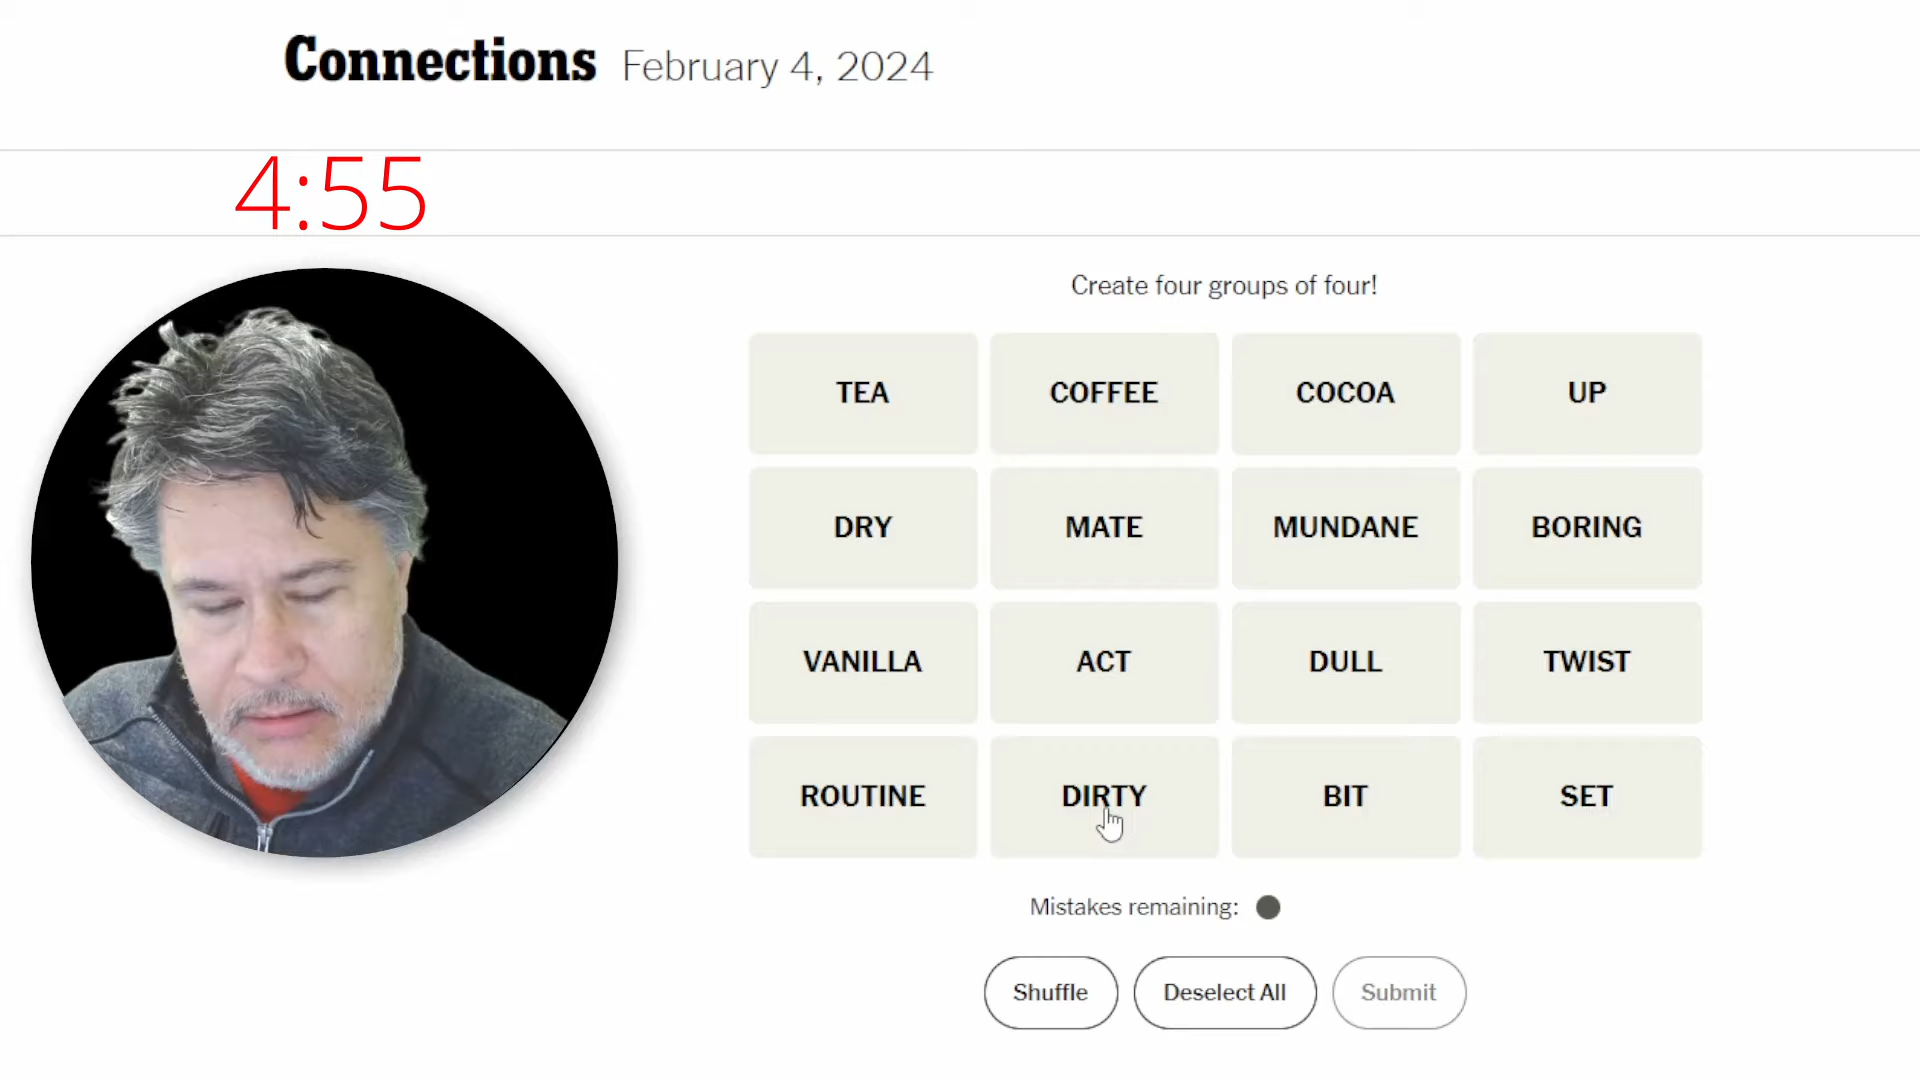 Connections February 4, 2024
4:55
Create four groups of four!
TEA COFFEE COCOA UP
DRY MATE MUNDANE BORING
VANILLA ACT DULL TWIST
ROUTINE DIRTY BIT SET
Mistakes remaining:
Shuffle Deselect All Submit